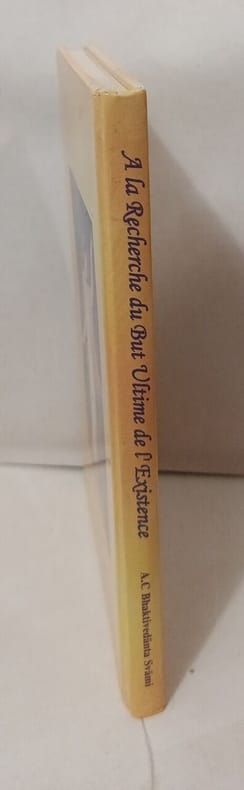 A la Recherche du But Ultime de l'Existence
A.C Bhaktivedānta Svāmī